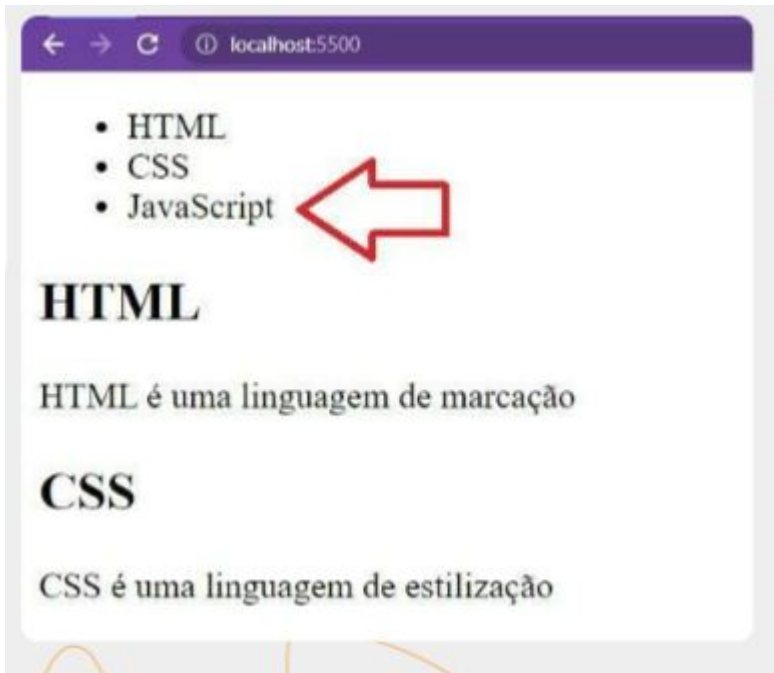 localhost:5500
HTML
CSS
JavaScript
HTML
HTML é uma linguagem de marcação
CSS
CSS é uma linguagem de estilização